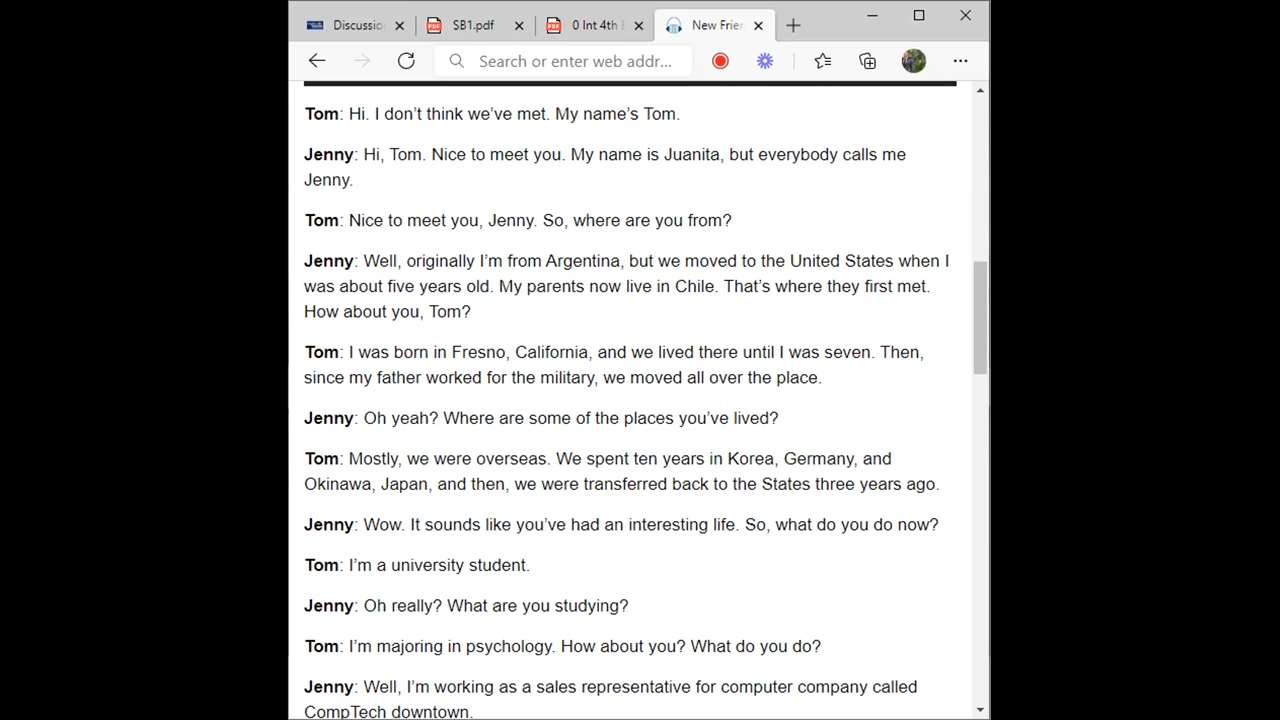 Discussio
SB1.pdf
0 Int 4th
New Frien
Search or enter web addr...
Tom: Hi. I don’t think we’ve met. My name’s Tom.
Jenny: Hi, Tom. Nice to meet you. My name is Juanita, but everybody calls me
Jenny.
Tom: Nice to meet you, Jenny. So, where are you from?
Jenny: Well, originally I’m from Argentina, but we moved to the United States when I
was about five years old. My parents now live in Chile. That’s where they first met.
How about you, Tom?
Tom: I was born in Fresno, California, and we lived there until I was seven. Then,
since my father worked for the military, we moved all over the place.
Jenny: Oh yeah? Where are some of the places you’ve lived?
Tom: Mostly, we were overseas. We spent ten years in Korea, Germany, and
Okinawa, Japan, and then, we were transferred back to the States three years ago.
Jenny: Wow. It sounds like you’ve had an interesting life. So, what do you do now?
Tom: I’m a university student.
Jenny: Oh really? What are you studying?
Tom: I’m majoring in psychology. How about you? What do you do?
Jenny: Well, I’m working as a sales representative for computer company called
CompTech downtown.